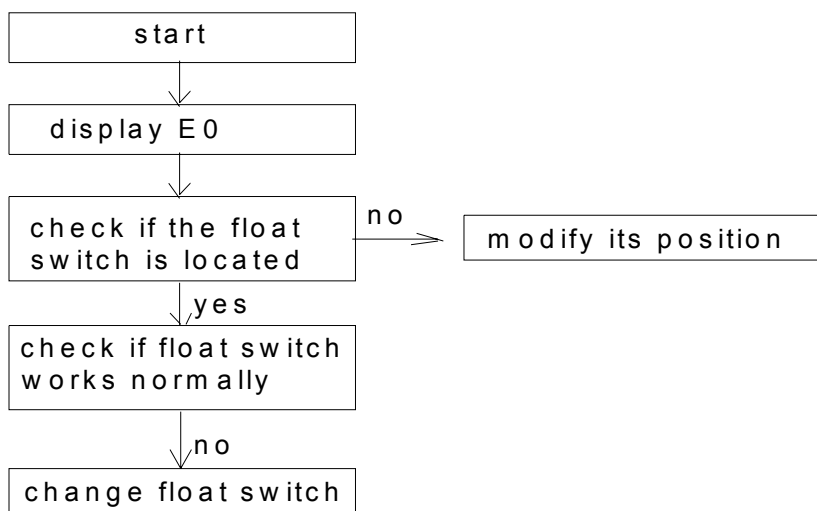 start
display E0
check if the float
switch is located
no
modify its position
yes
check if float switch
works normally
no
change float switch